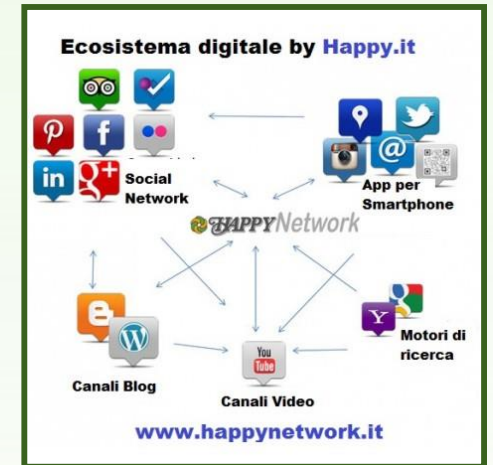 Ecosistema digitale by Happy.it
Social
Network
App per
Smartphone
HAPPYNetwork
Motori di
ricerca
You
Tube
Canali Blog
Canali Video
www.happynetwork.it